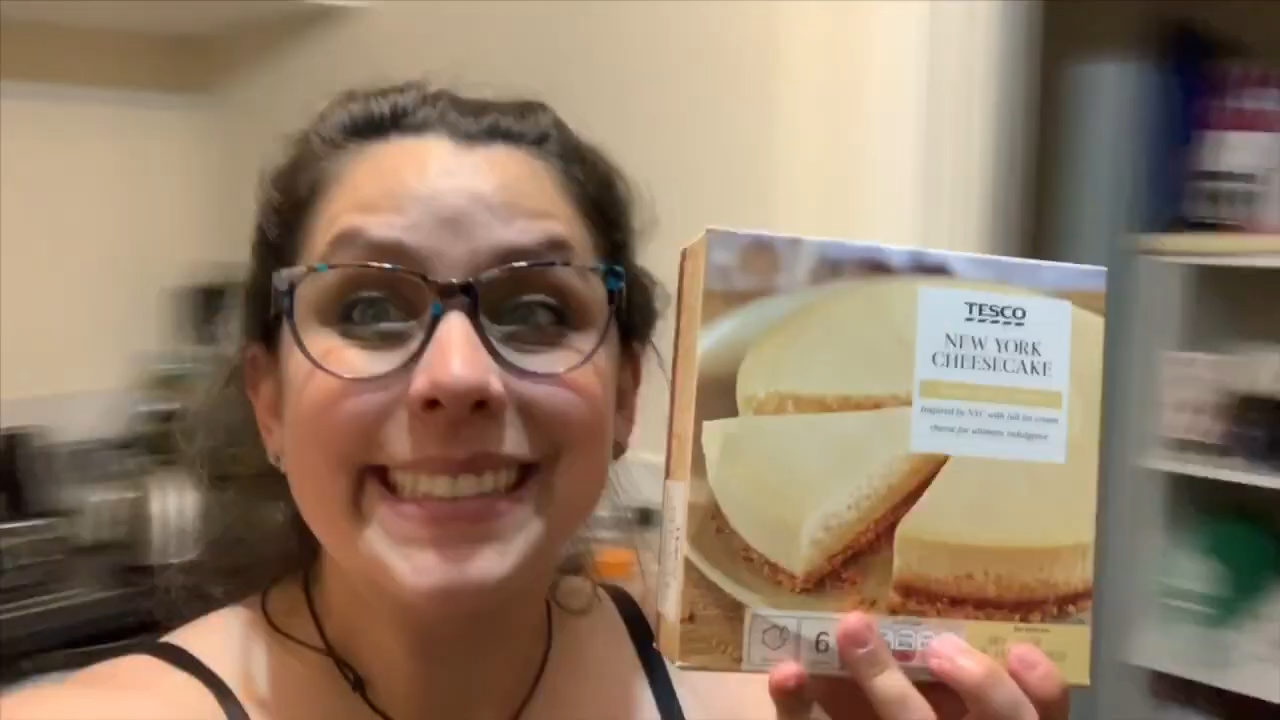 TESCO
NEW YORK
CHEESECAKE
Inspired by NYC with full fat cream
cheese for ultimate indulgence
6